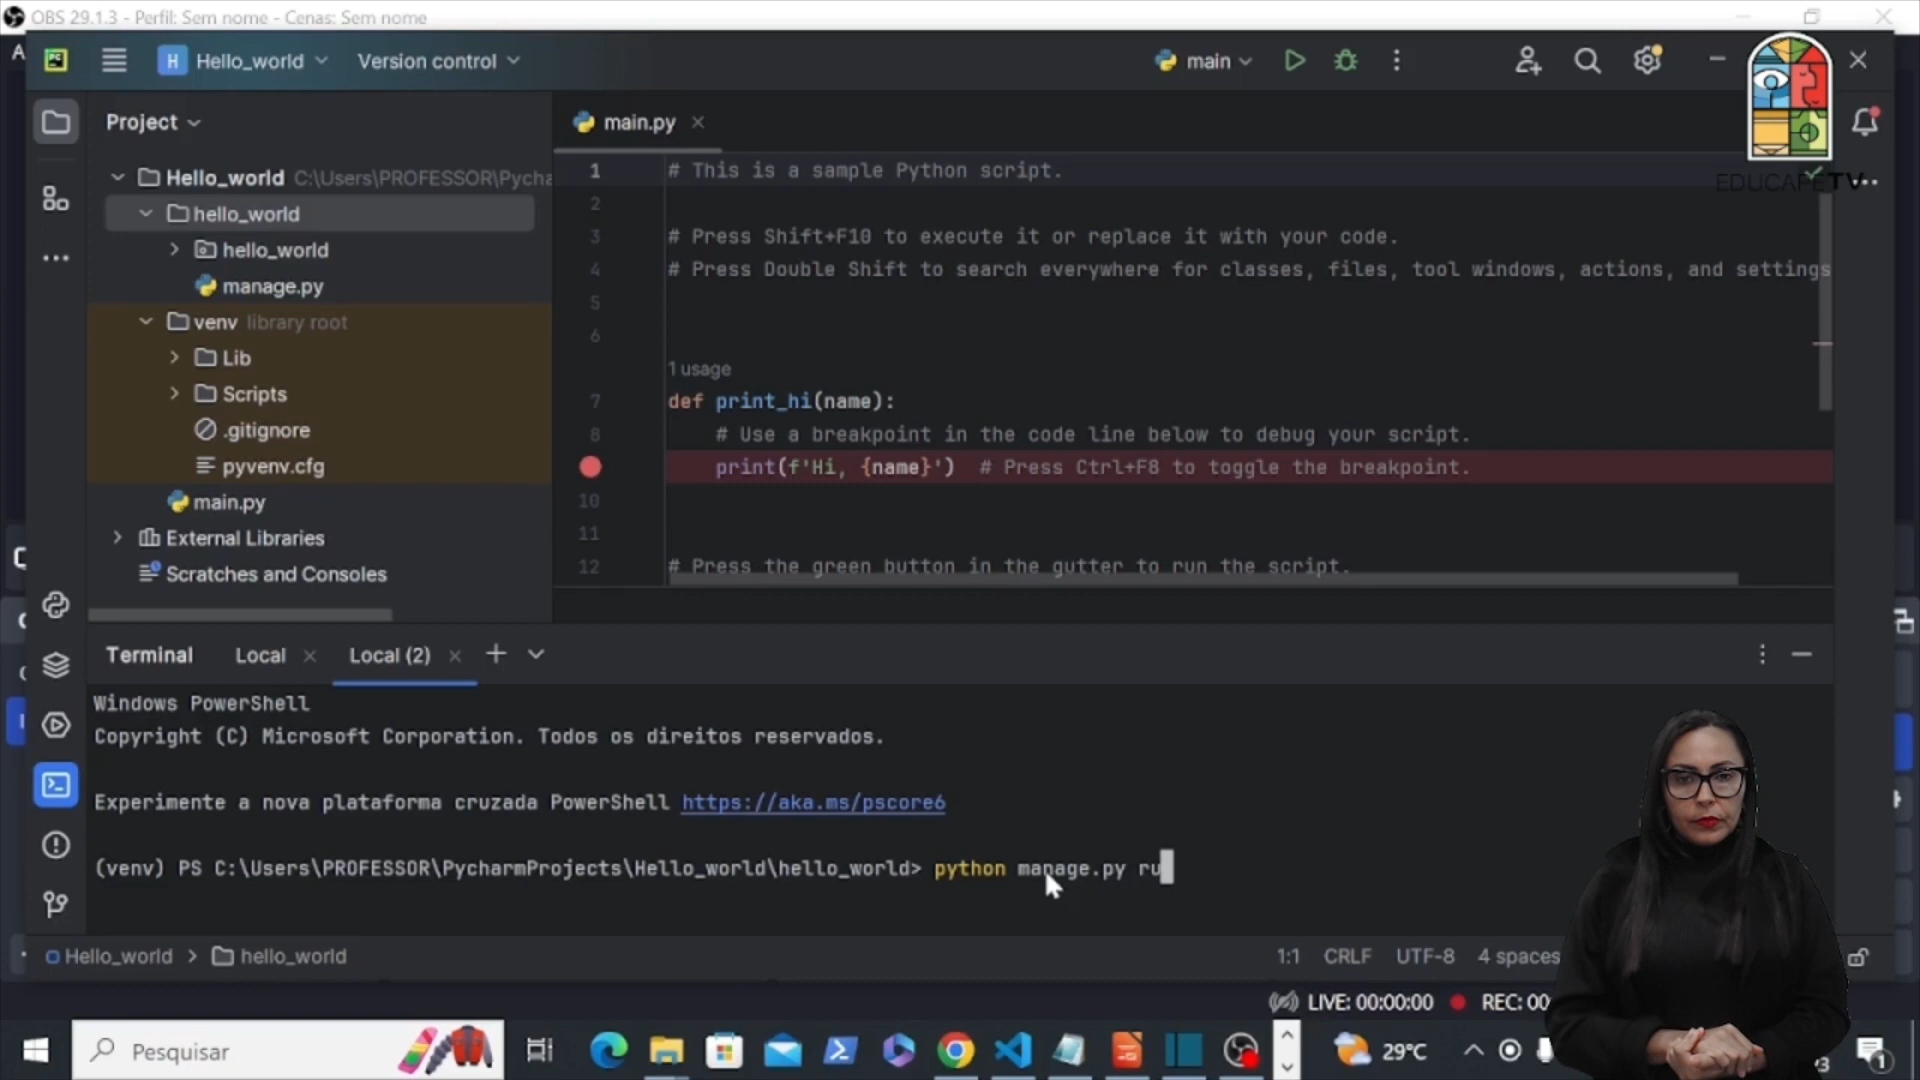 OBS 29.1.3 - Perfil: Sem nome - Cenas: Sem nome
PC
H Hello_world
Version control
main
EDUCAPETV
Project
main.py
Hello_world C:\Users\PROFESSOR\Pycha
hello_world
hello_world
manage.py
venv library root
Lib
Scripts
.gitignore
pyvenv.cfg
main.py
External Libraries
Scratches and Consoles
1 # This is a sample Python script.
2
3 # Press Shift+F10 to execute it or replace it with your code.
4 # Press Double Shift to search everywhere for classes, files, tool windows, actions, and settings
5
6
1 usage
7 def print_hi(name):
8 # Use a breakpoint in the code line below to debug your script.
print(f'Hi, {name}') # Press Ctrl+F8 to toggle the breakpoint.
10
11
12 # Press the green button in the gutter to run the script.
Terminal Local Local (2)
Windows PowerShell
Copyright (C) Microsoft Corporation. Todos os direitos reservados.
Experimente a nova plataforma cruzada PowerShell https://aka.ms/pscore6
(venv) PS C:\Users\PROFESSOR\PycharmProjects\Hello_world\hello_world> python manage.py ru
Hello_world > hello_world
1:1 CRLF UTF-8 4 spaces
LIVE: 00:00:00 REC: 00
Pesquisar
29°C
1